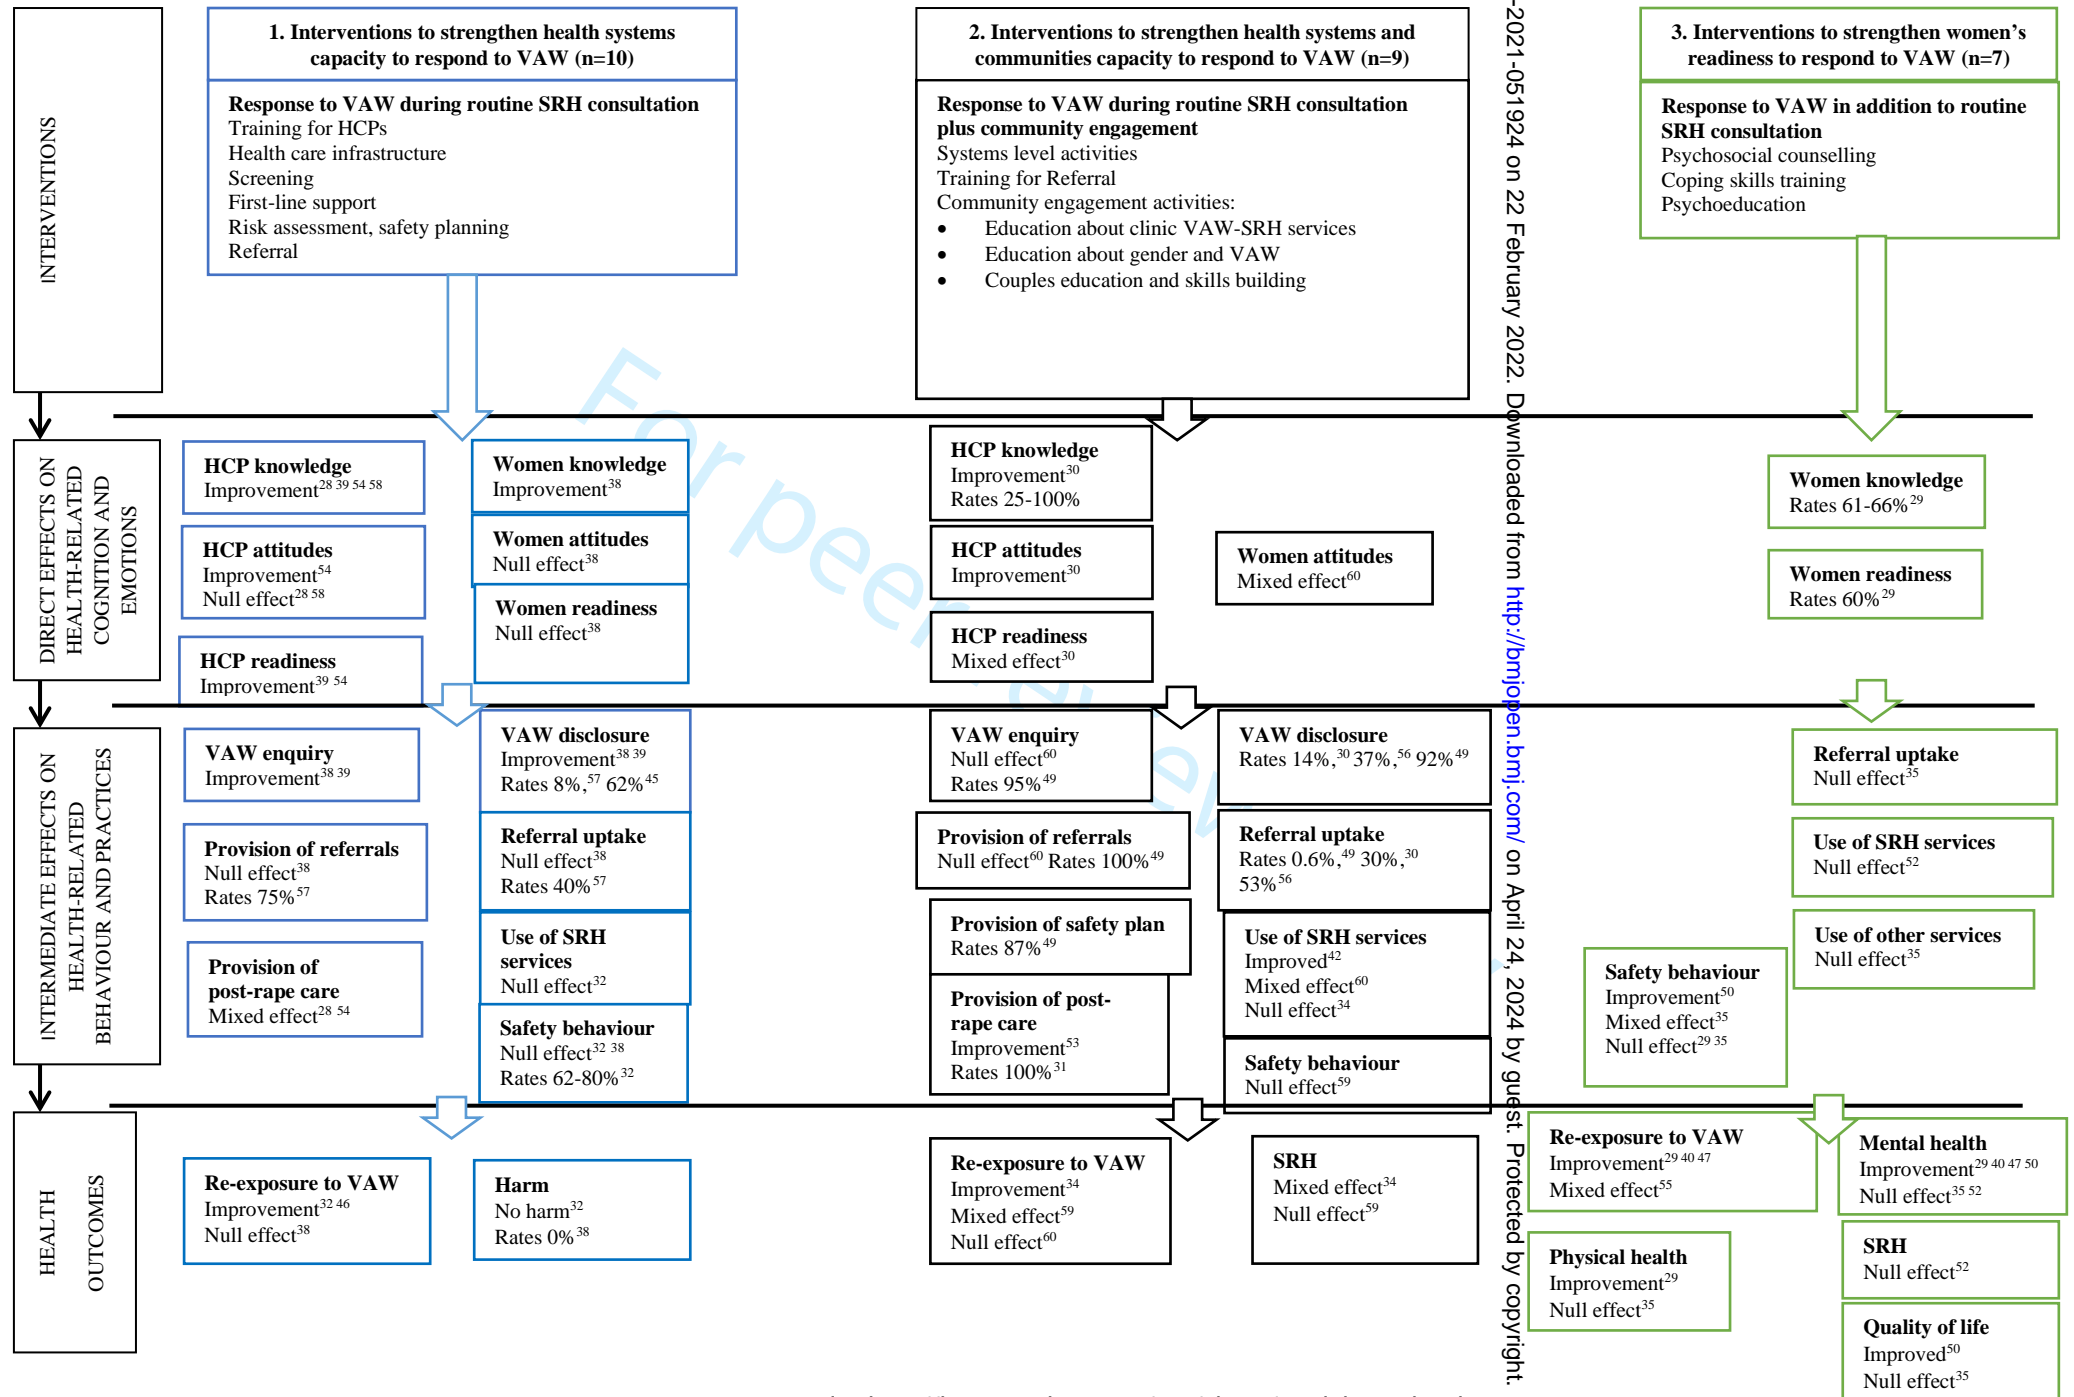 INTERVENTIONS
1. Interventions to strengthen health systems
capacity to respond to VAW (n=10)
Response to VAW during routine SRH consultation
Training for HCPs
Health care infrastructure
Screening
First-line support
Risk assessment, safety planning
Referral
2. Interventions to strengthen health systems and
communities capacity to respond to VAW (n=9)
Response to VAW during routine SRH consultation
plus community engagement
Systems level activities
Training for Referral
Community engagement activities:
• Education about clinic VAW-SRH services
• Education about gender and VAW
• Couples education and skills building
3. Interventions to strengthen women's
readiness to respond to VAW (n=7)
Response to VAW in addition to routine
SRH consultation
Psychosocial counselling
Coping skills training
Psychoeducation
DIRECT EFFECTS ON
HEALTH-RELATED
COGNITION AND
EMOTIONS
HCP knowledge
Improvement28 39 54 58
HCP attitudes
Improvement54
Null effect28 58
HCP readiness
Improvement39 54
Women knowledge
Improvement38
Women attitudes
Null effect38
Women readiness
Null effect38
HCP knowledge
Improvement30
Rates 25-100%
HCP attitudes
Improvement30
HCP readiness
Mixed effect30
Women attitudes
Mixed effect60
Women knowledge
Rates 61-66%29
Women readiness
Rates 60%29
INTERMEDIATE EFFECTS ON
HEALTH-RELATED
BEHAVIOUR AND PRACTICES
VAW enquiry
Improvement38 39
Provision of referrals
Null effect38
Rates 75%57
Provision of
post-rape care
Mixed effect28 54
VAW disclosure
Improvement38 39
Rates 8%,57 62%45
Referral uptake
Null effect38
Rates 40%57
Use of SRH
services
Null effect32
Safety behaviour
Null effect32 38
Rates 62-80%32
VAW enquiry
Null effect60
Rates 95%49
Provision of referrals
Null effect60 Rates 100%49
Provision of safety plan
Rates 87%49
Provision of post-
rape care
Improvement53
Rates 100%31
VAW disclosure
Rates 14%,30 37%,56 92%49
Referral uptake
Rates 0.6%,49 30%,30
53%56
Use of SRH services
Improved42
Mixed effect60
Null effect34
Safety behaviour
Null effect59
Referral uptake
Null effect35
Use of SRH services
Null effect52
Use of other services
Null effect35
Safety behaviour
Improvement50
Mixed effect35
Null effect29 35
HEALTH
OUTCOMES
Re-exposure to VAW
Improvement32 46
Null effect38
Harm
No harm32
Rates 0%38
Re-exposure to VAW
Improvement34
Mixed effect59
Null effect60
SRH
Mixed effect34
Null effect59
Re-exposure to VAW
Improvement29 40 47
Mixed effect55
Physical health
Improvement29
Null effect35
Mental health
Improvement29 40 47 50
Null effect35 52
SRH
Null effect52
Quality of life
Improved50
Null effect35
For peer review
-2021-051924 on 22 February 2022. Downloaded from http://bmjopen.bmj.com/ on April 24, 2024 by guest. Protected by copyright.